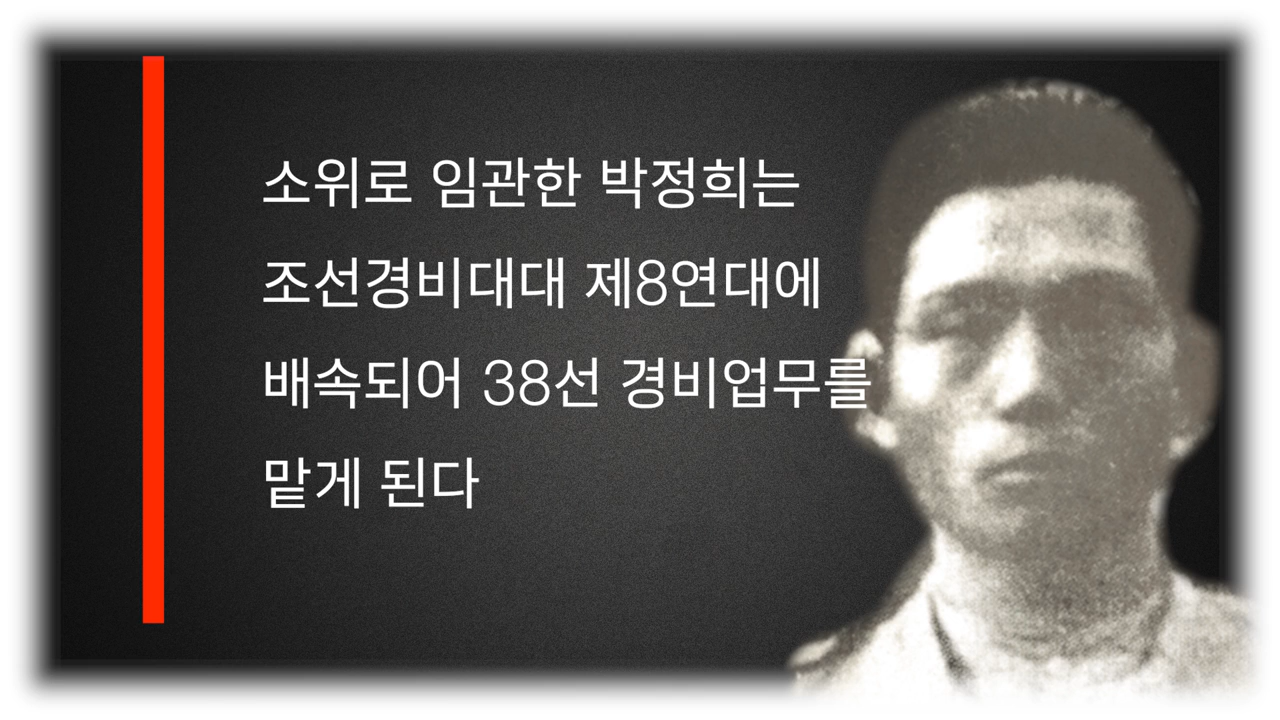 소위로 임관한 박정희는
조선경비대대 제8연대에
배속되어 38선 경비업무를
맡게 된다